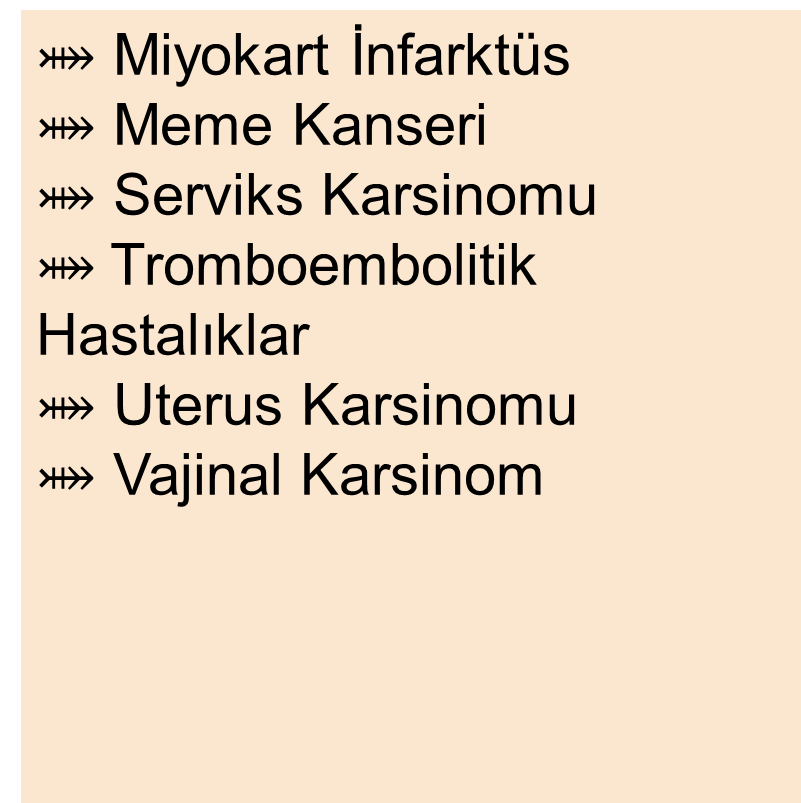 ⤕ Miyokart İnfarktüs
⤕ Meme Kanseri
⤕ Serviks Karsinomu
⤕ Tromboembolitik
Hastalıklar
⤕ Uterus Karsinomu
⤕ Vajinal Karsinom